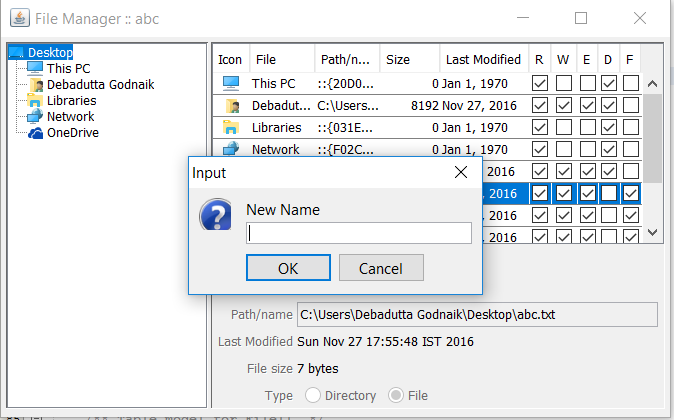 File Manager :: abc
Desktop
This PC
Debadutta Godnaik
Libraries
Network
OneDrive
Icon File Path/n... Size Last Modified R W E D F
This PC ::{20D0... 0 Jan 1, 1970
Debadut... C:\Users... 8192 Nov 27, 2016
Libraries ::{031E... 0 Jan 1, 1970
Network ::{F02C... 0 Jan 1, 1970
, 2016
, 2016
, 2016
, 2016
Input
New Name
OK Cancel
Path/name C:\Users\Debadutta Godnaik\Desktop\abc.txt
Last Modified Sun Nov 27 17:55:48 IST 2016
File size 7 bytes
Type Directory File